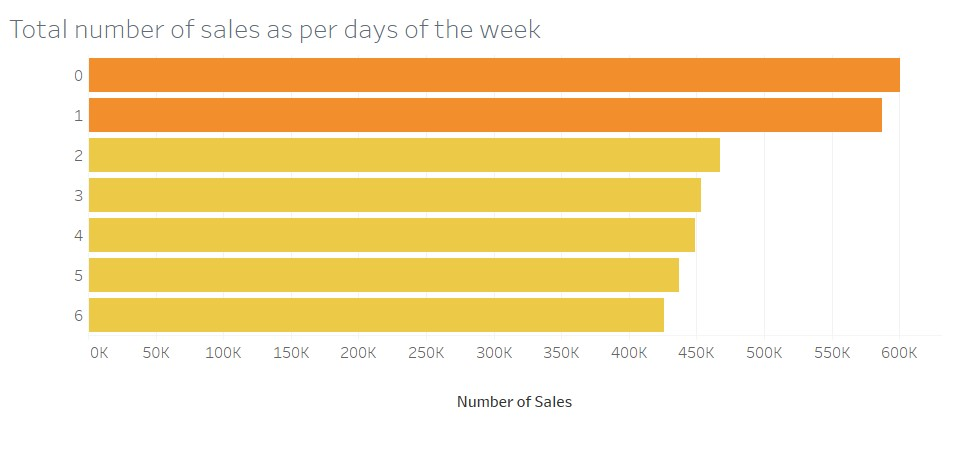 Total number of sales as per days of the week
0
1
2
3
4
5
6
0K 50K 100K 150K 200K 250K 300K 350K 400K 450K 500K 550K 600K
Number of Sales